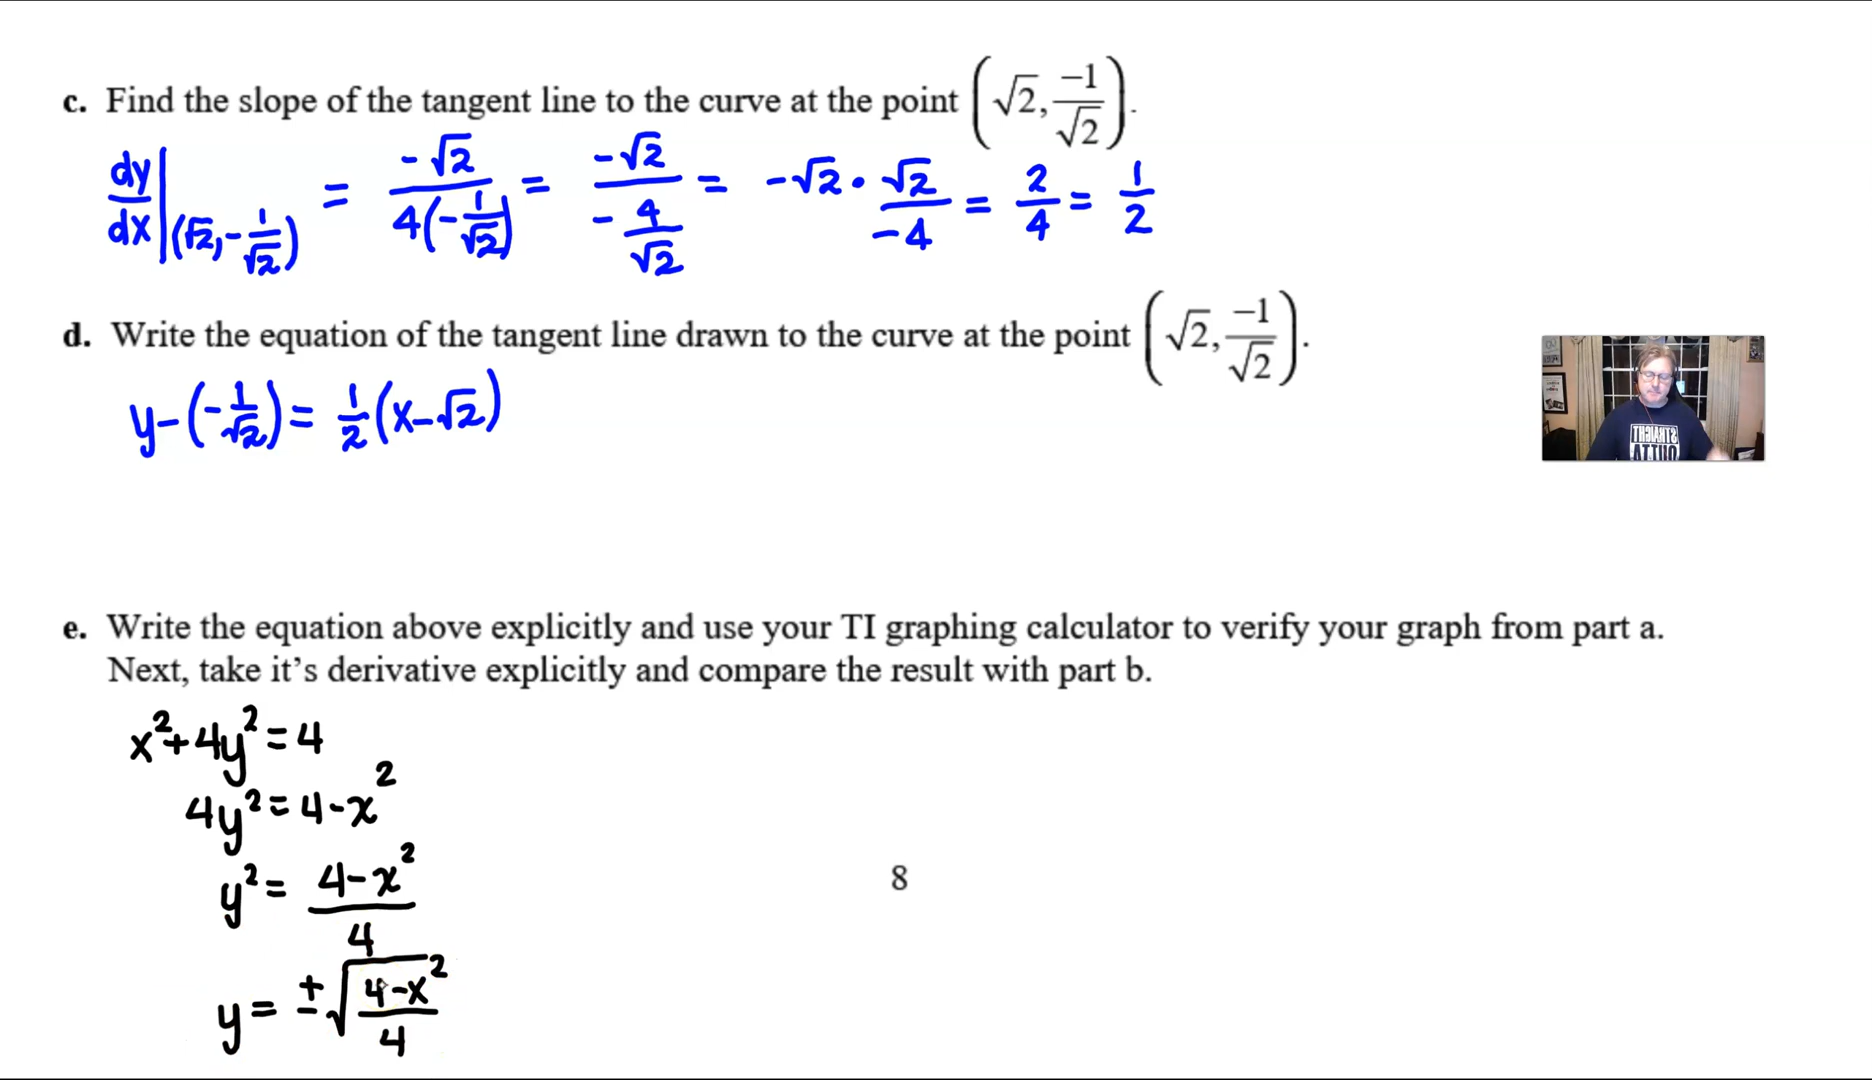 c. Find the slope of the tangent line to the curve at the point (√2, -1/√2).
dy/dx|(√2, -1/√2) = -√2/4(-1/√2) = -√2/-4/√2 = -√2 • √2/-4 = 2/4 = 1/2
d. Write the equation of the tangent line drawn to the curve at the point (√2, -1/√2).
y-(-1/√2) = 1/2(x-√2)
e. Write the equation above explicitly and use your TI graphing calculator to verify your graph from part a.
Next, take it’s derivative explicitly and compare the result with part b.
x²+4y²=4
4y²=4-x²
y²= 4-x²/4
8
y= ±√4-x²/4